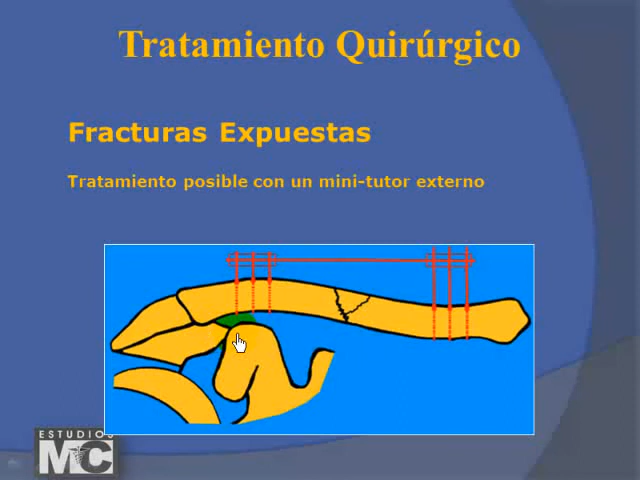 Tratamiento Quirúrgico
Fracturas Expuestas
Tratamiento posible con un mini-tutor externo
ESTUDIOS
MC